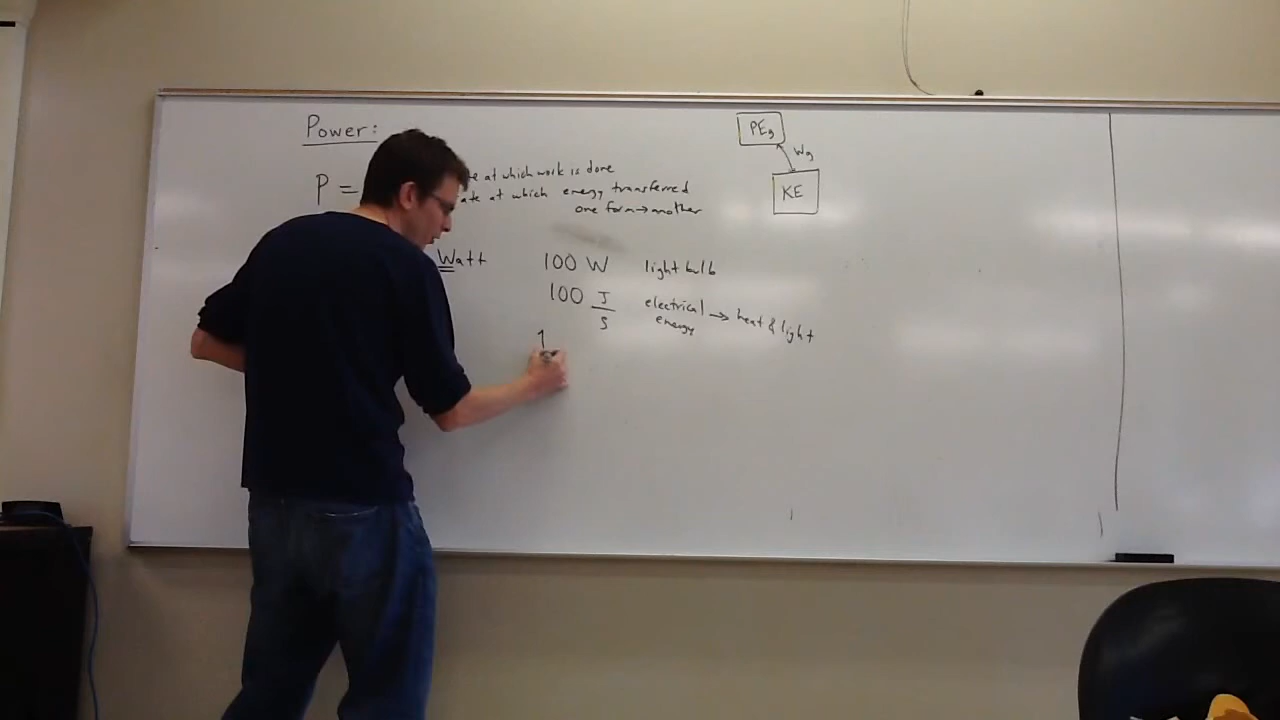 Power:
P =
at which work is done
at which energy transferred
one form → another
Watt
100 W light bulb
100 J/s electrical energy → heat & light
1
PEg
Wg
KE